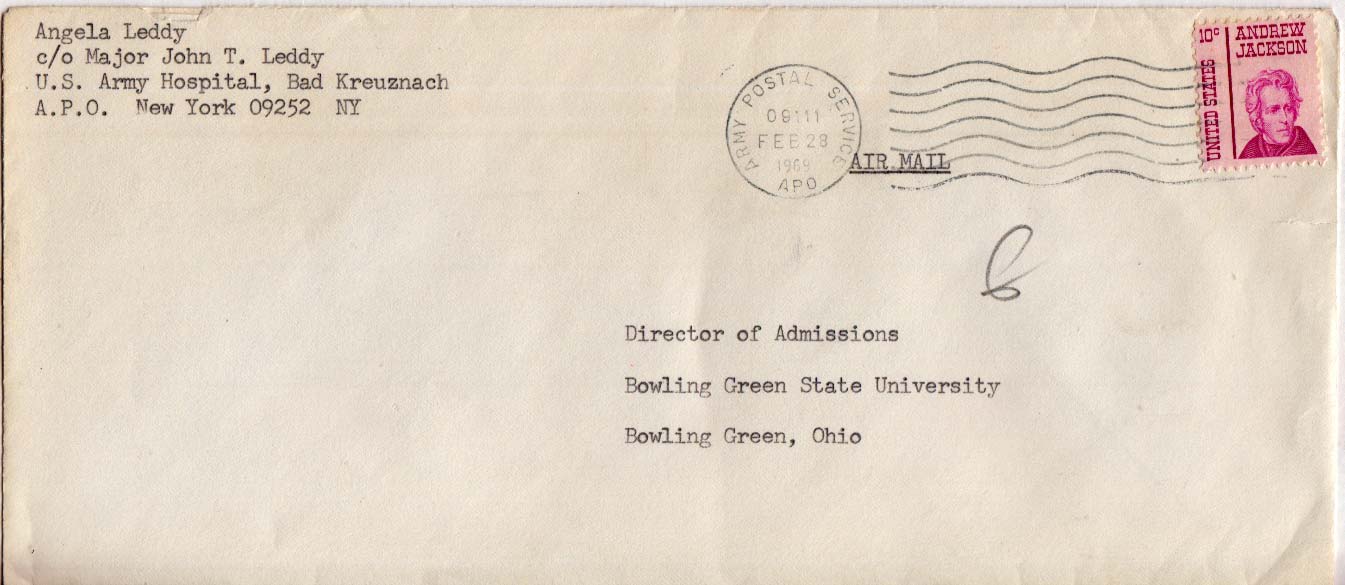 Angela Leddy
c/o Major John T. Leddy
U.S. Army Hospital, Bad Kreuznach
A.P.O. New York 09252 NY
ARMY POSTAL SERVICE
09111
FEB 28
1969
APO
AIR MAIL
10c
ANDREW
JACKSON
UNITED STATES
Director of Admissions
Bowling Green State University
Bowling Green, Ohio